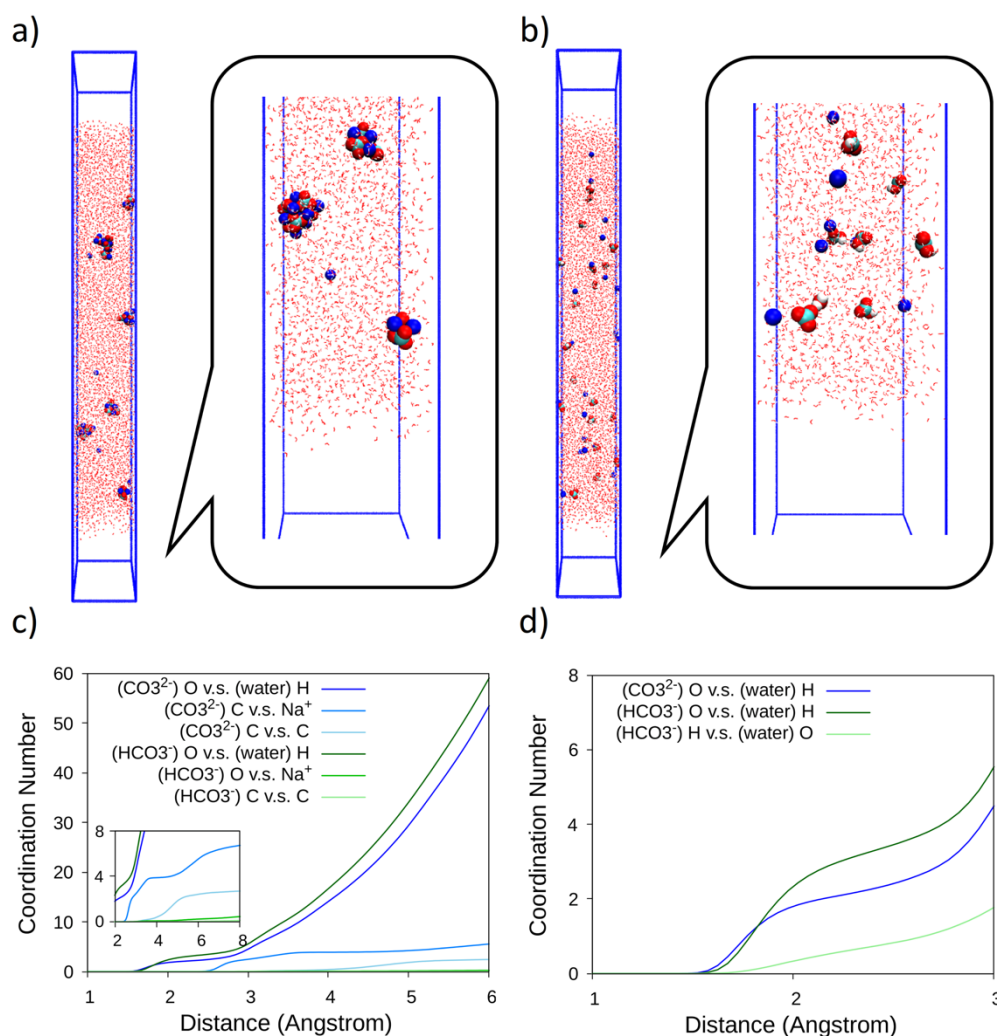 a)
b)
c)
d)
60
50
40
30
20
10
0
Coordination Number
(CO3²⁻) O v.s. (water) H
(CO3²⁻) C v.s. Na⁺
(CO3²⁻) C v.s. C
(HCO3⁻) O v.s. (water) H
(HCO3⁻) O v.s. Na⁺
(HCO3⁻) C v.s. C
8
4
0
2 4 6 8
1 2 3 4 5 6
Distance (Angstrom)
8
6
4
2
0
Coordination Number
(CO3²⁻) O v.s. (water) H
(HCO3⁻) O v.s. (water) H
(HCO3⁻) H v.s. (water) O
1 2 3
Distance (Angstrom)